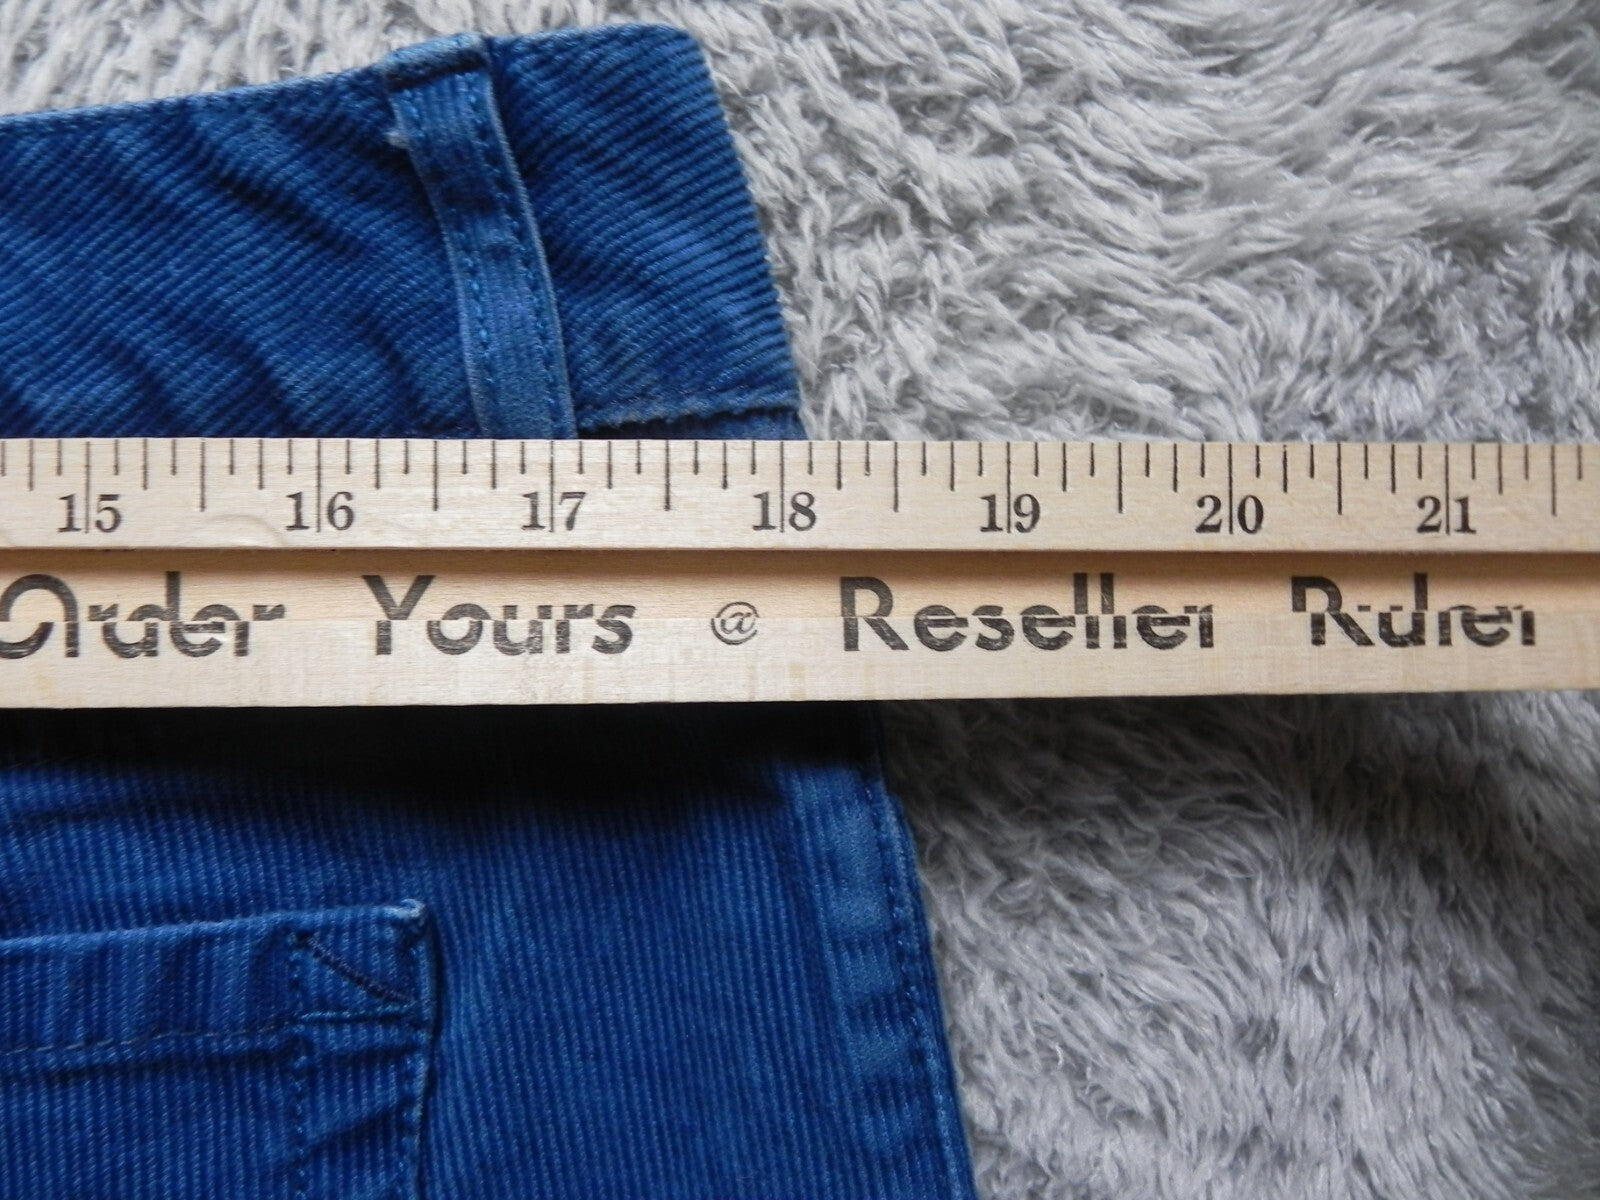 15 16 17 18 19 20 21
Order Yours @ Reseller Ruler